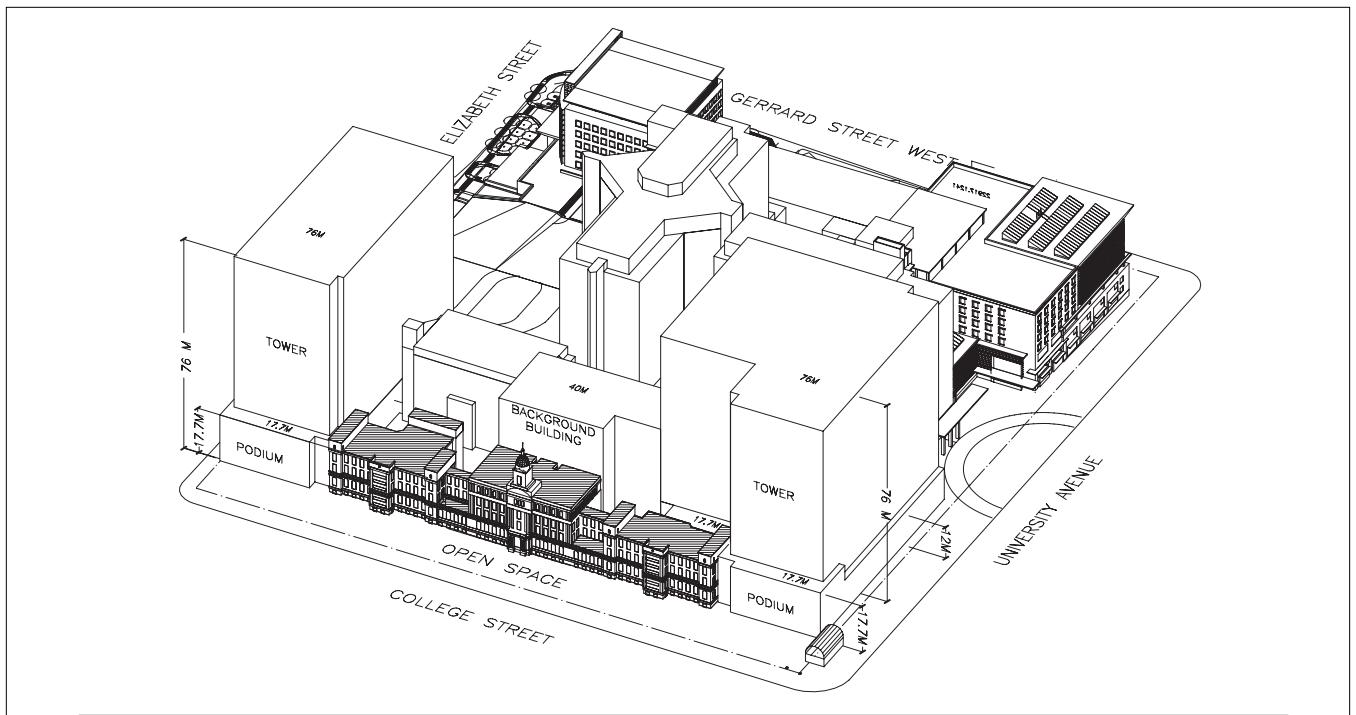 ELIZABETH STREET
GERRARD STREET WEST
76M
TOWER
76 M
17.7M
17.7M
PODIUM
40M
BACKGROUND
BUILDING
76M
TOWER
76 M
12M
17.7M
17.7M
PODIUM
17.7M
OPEN SPACE
COLLEGE STREET
UNIVERSITY AVENUE